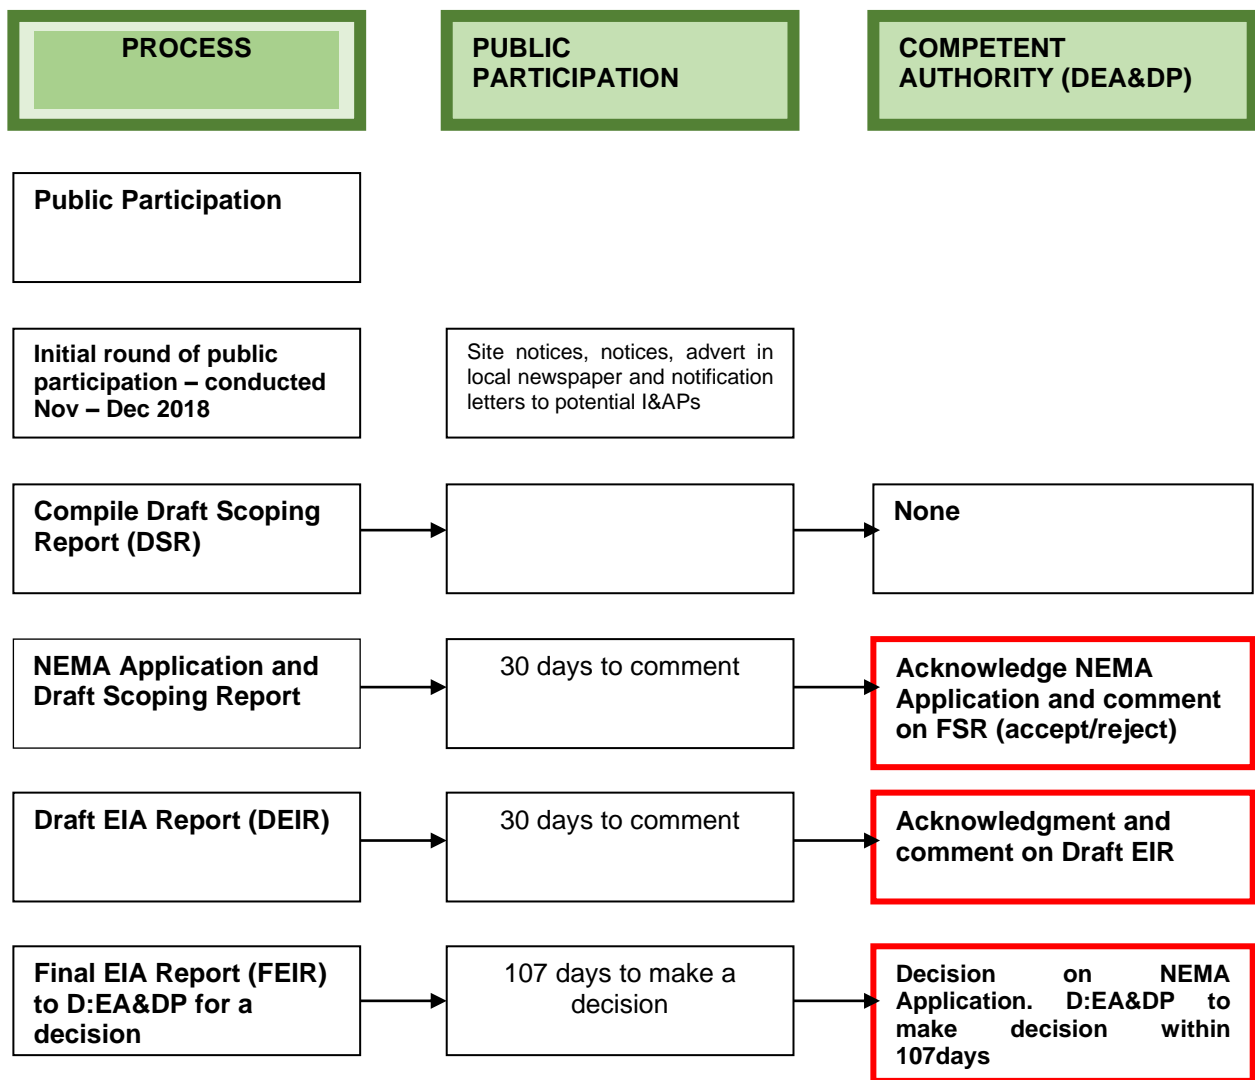 PROCESS
PUBLIC
PARTICIPATION
COMPETENT
AUTHORITY (DEA&DP)
Public Participation
Initial round of public
participation – conducted
Nov – Dec 2018
Site notices, notices, advert in
local newspaper and notification
letters to potential I&APs
Compile Draft Scoping
Report (DSR)
None
NEMA Application and
Draft Scoping Report
30 days to comment
Acknowledge NEMA
Application and comment
on FSR (accept/reject)
Draft EIA Report (DEIR)
30 days to comment
Acknowledgment and
comment on Draft EIR
Final EIA Report (FEIR)
to D:EA&DP for a
decision
107 days to make a
decision
Decision on NEMA
Application. D:EA&DP to
make decision within
107days